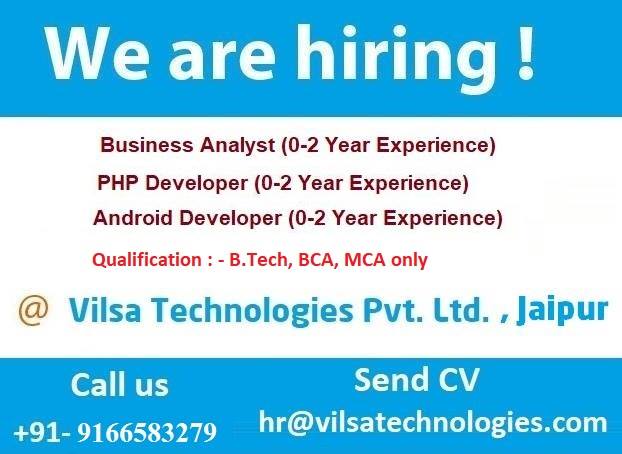 We are hiring !
Business Analyst (0-2 Year Experience)
PHP Developer (0-2 Year Experience)
Android Developer (0-2 Year Experience)
Qualification : - B.Tech, BCA, MCA only
@ Vilsa Technologies Pvt. Ltd. , Jaipur
Call us
+91- 9166583279
Send CV
hr@vilsatechnologies.com